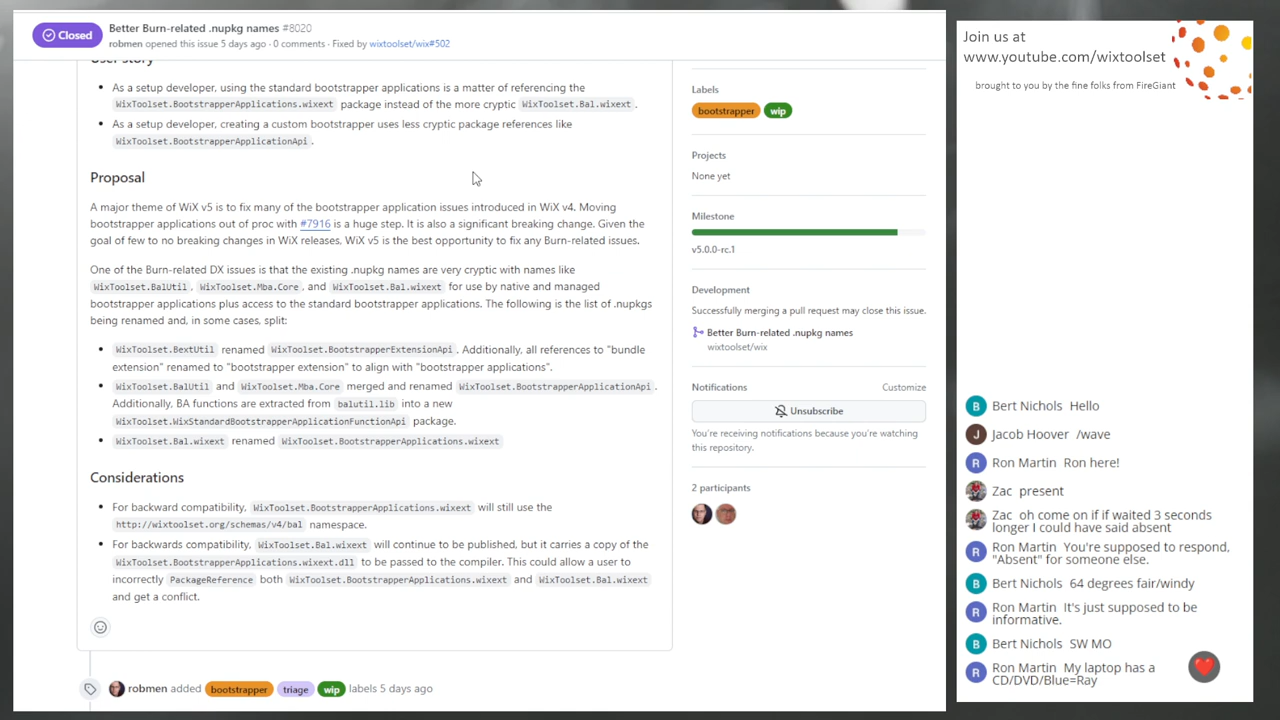 Closed
Better Burn-related .nupkg names #8020
robmen opened this issue 5 days ago · 0 comments · Fixed by wixtoolset/wix#502
User story
• As a setup developer, using the standard bootstrapper applications is a matter of referencing the
WixToolset.BootstrapperApplications.wixext package instead of the more cryptic WixToolset.Bal.wixext.
• As a setup developer, creating a custom bootstrapper uses less cryptic package references like
WixToolset.BootstrapperApplicationApi.
Proposal
A major theme of WiX v5 is to fix many of the bootstrapper application issues introduced in WiX v4. Moving
bootstrapper applications out of proc with #7916 is a huge step. It is also a significant breaking change. Given the
goal of few to no breaking changes in WiX releases, WiX v5 is the best opportunity to fix any Burn-related issues.
One of the Burn-related DX issues is that the existing .nupkg names are very cryptic with names like
WixToolset.BalUtil, WixToolset.Mba.Core, and WixToolset.Bal.wixext for use by native and managed
bootstrapper applications plus access to the standard bootstrapper applications. The following is the list of .nupkgs
being renamed and, in some cases, split:
• WixToolset.BextUtil renamed WixToolset.BootstrapperExtensionApi. Additionally, all references to "bundle
extension" renamed to "bootstrapper extension" to align with "bootstrapper applications".
• WixToolset.BalUtil and WixToolset.Mba.Core merged and renamed WixToolset.BootstrapperApplicationApi.
Additionally, BA functions are extracted from balutil.lib into a new
WixToolset.WixStandardBootstrapperApplicationFunctionApi package.
• WixToolset.Bal.wixext renamed WixToolset.BootstrapperApplications.wixext
Considerations
• For backward compatibility, WixToolset.BootstrapperApplications.wixext will still use the
http://wixtoolset.org/schemas/v4/bal namespace.
• For backwards compatibility, WixToolset.Bal.wixext will continue to be published, but it carries a copy of the
WixToolset.BootstrapperApplications.wixext.dll to be passed to the compiler. This could allow a user to
incorrectly PackageReference both WixToolset.BootstrapperApplications.wixext and WixToolset.Bal.wixext
and get a conflict.
robmen added bootstrapper triage wip labels 5 days ago
Labels
bootstrapper wip
Projects
None yet
Milestone
v5.0.0-rc.1
Development
Successfully merging a pull request may close this issue.
Better Burn-related .nupkg names
wixtoolset/wix
Notifications Customize
Unsubscribe
You're receiving notifications because you're watching
this repository.
2 participants
Join us at
www.youtube.com/wixtoolset
brought to you by the fine folks from FireGiant
B Bert Nichols Hello
J Jacob Hoover /wave
R Ron Martin Ron here!
Zac present
Zac oh come on if if waited 3 seconds
longer I could have said absent
R Ron Martin You're supposed to respond,
"Absent" for someone else.
B Bert Nichols 64 degrees fair/windy
R Ron Martin It's just supposed to be
informative.
B Bert Nichols SW MO
R Ron Martin My laptop has a
CD/DVD/Blue=Ray